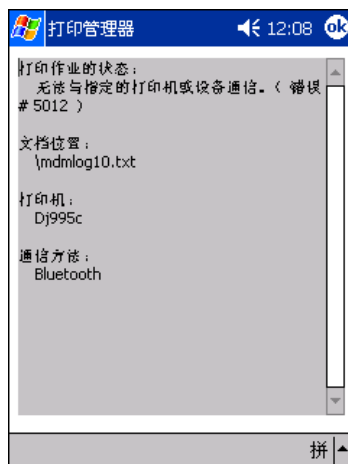 打印管理器 12:08 ok
打印作业的状态：
无法与指定的打印机或设备通信。（ 错误
# 5012 ）
文档位置：
\mdmlog10.txt
打印机：
Dj995c
通信方法：
Bluetooth
拼